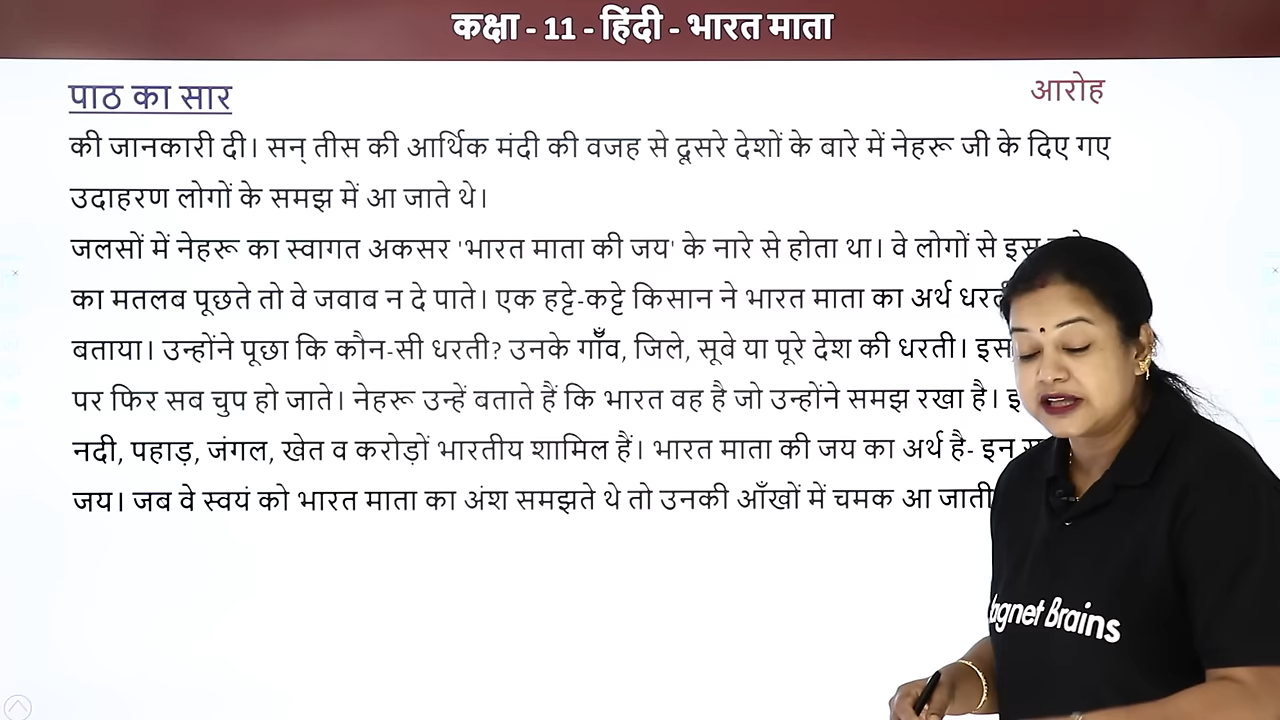 कक्षा - 11 - हिंदी - भारत माता
पाठ का सार
आरोह
की जानकारी दी। सन् तीस की आर्थिक मंदी की वजह से दूसरे देशों के बारे में नेहरू जी के दिए गए
उदाहरण लोगों के समझ में आ जाते थे।
जलसों में नेहरू का स्वागत अकसर 'भारत माता की जय' के नारे से होता था। वे लोगों से इस
का मतलब पूछते तो वे जवाब न दे पाते। एक हट्टे-कट्टे किसान ने भारत माता का अर्थ
बताया। उन्होंने पूछा कि कौन-सी धरती? उनके गाँव, जिले, सूबे या पूरे देश की धरती। इस
पर फिर सब चुप हो जाते। नेहरू उन्हें बताते हैं कि भारत वह है जो उन्होंने समझ रखा है।
नदी, पहाड़, जंगल, खेत व करोड़ों भारतीय शामिल हैं। भारत माता की जय का अर्थ है- इन
जय। जब वे स्वयं को भारत माता का अंश समझते थे तो उनकी आँखों में चमक आ जाती
agnet Brains